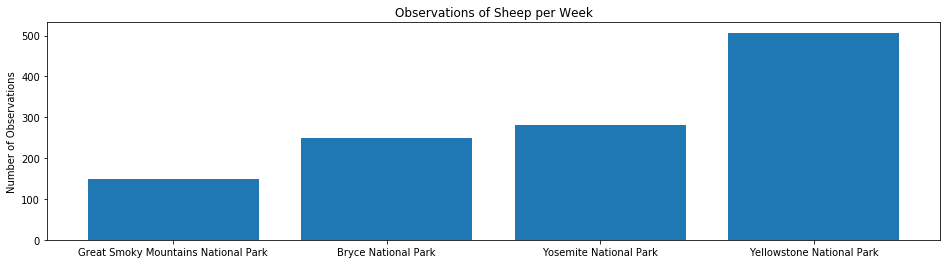 Observations of Sheep per Week
Number of Observations
500
400
300
200
100
0
Great Smoky Mountains National Park
Bryce National Park
Yosemite National Park
Yellowstone National Park